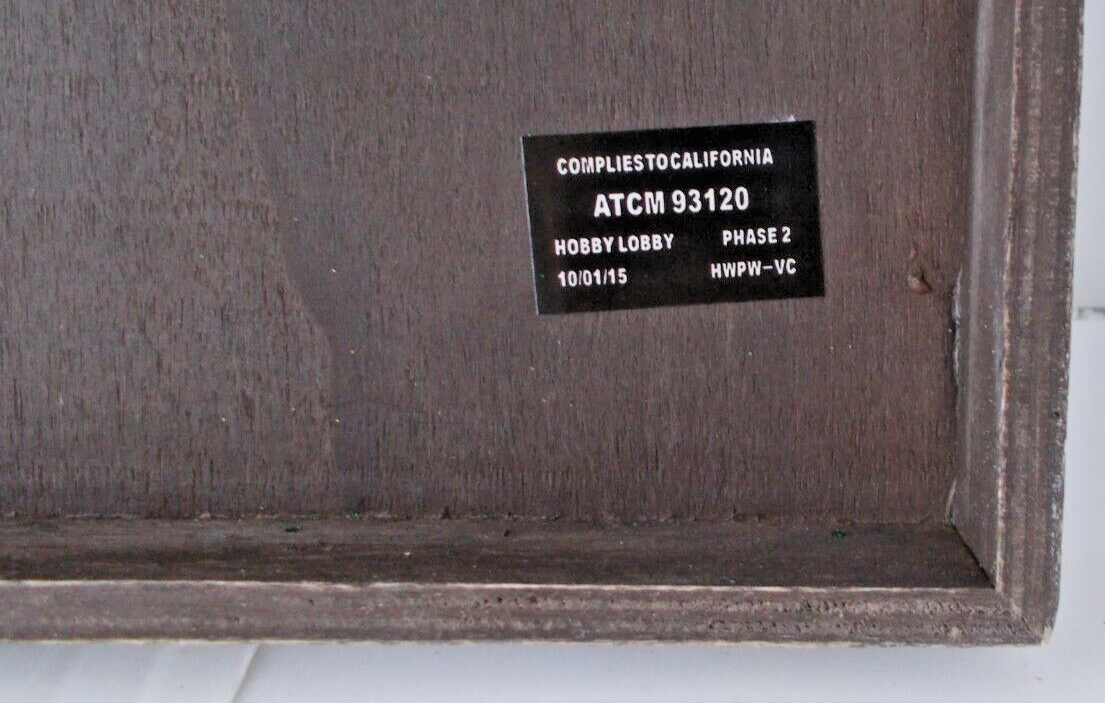 COMPLIESTOCALIFORNIA
ATCM 93120
HOBBY LOBBY PHASE 2
10/01/15 HWPW-VC